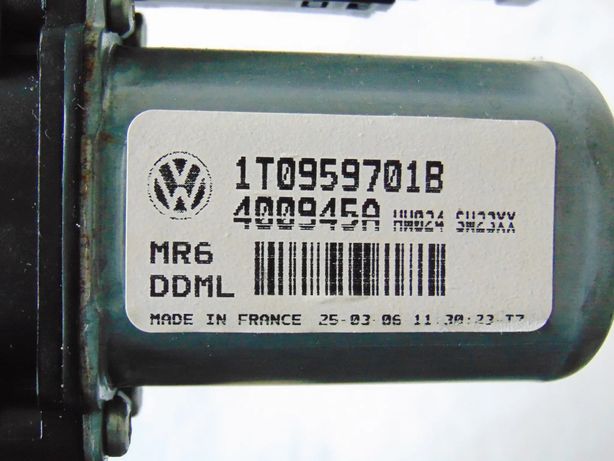 1T0959701B
400945A HW024 SW23XX
MR6
DDML
MADE IN FRANCE 25-03-06 11:30:23-T7